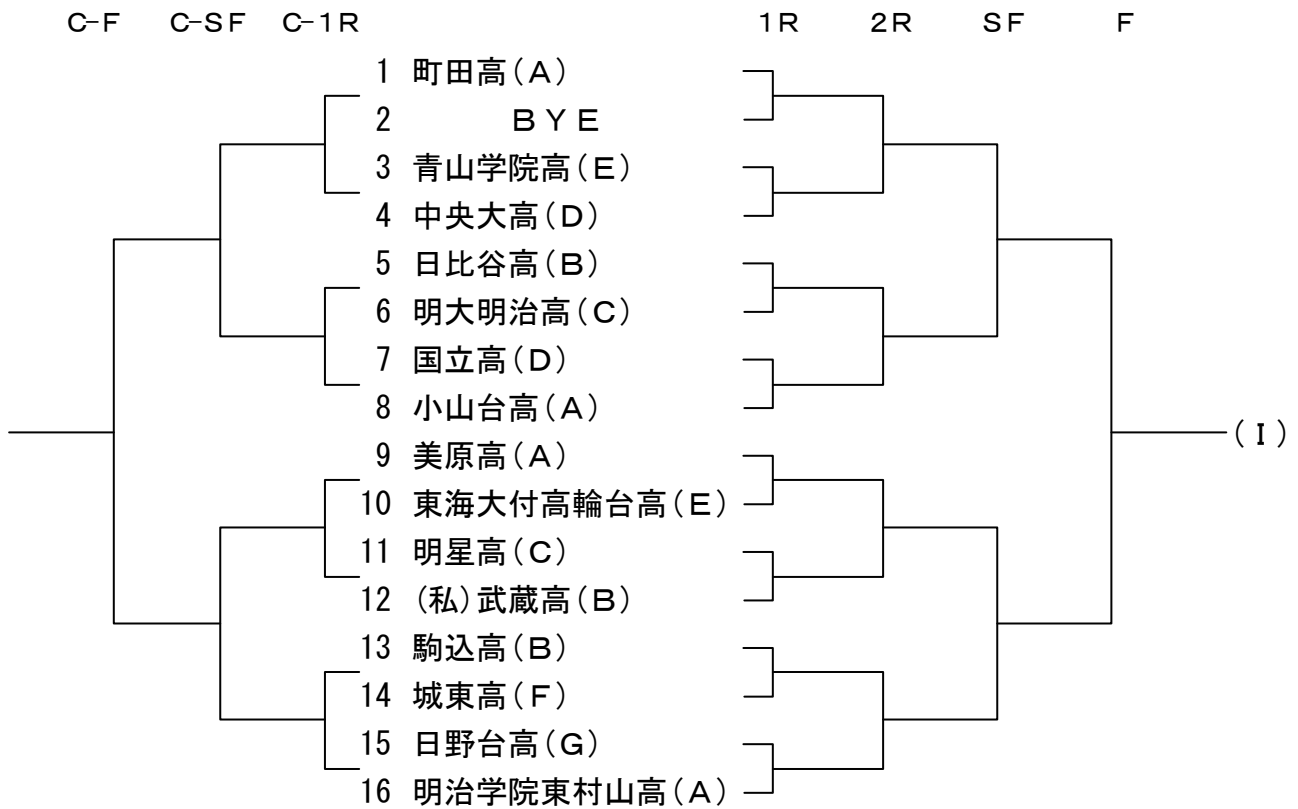 C-F C-SF C-1R 1R 2R SF F
1 町田高(A)
2 BYE
3 青山学院高(E)
4 中央大高(D)
5 日比谷高(B)
6 明大明治高(C)
7 国立高(D)
8 小山台高(A)
(I)
9 美原高(A)
10 東海大付高輪台高(E)
11 明星高(C)
12 (私)武蔵高(B)
13 駒込高(B)
14 城東高(F)
15 日野台高(G)
16 明治学院東村山高(A)